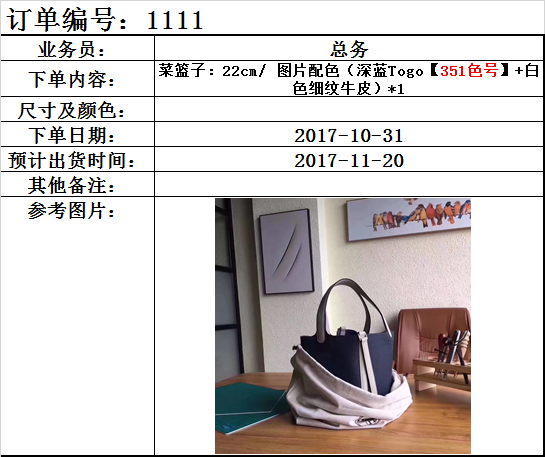 订单编号：1111
业务员：
总务
下单内容：
菜篮子：22cm/ 图片配色（深蓝Togo【351色号】+白
色细纹牛皮）*1
尺寸及颜色：
下单日期：
2017-10-31
预计出货时间：
2017-11-20
其他备注：
参考图片：